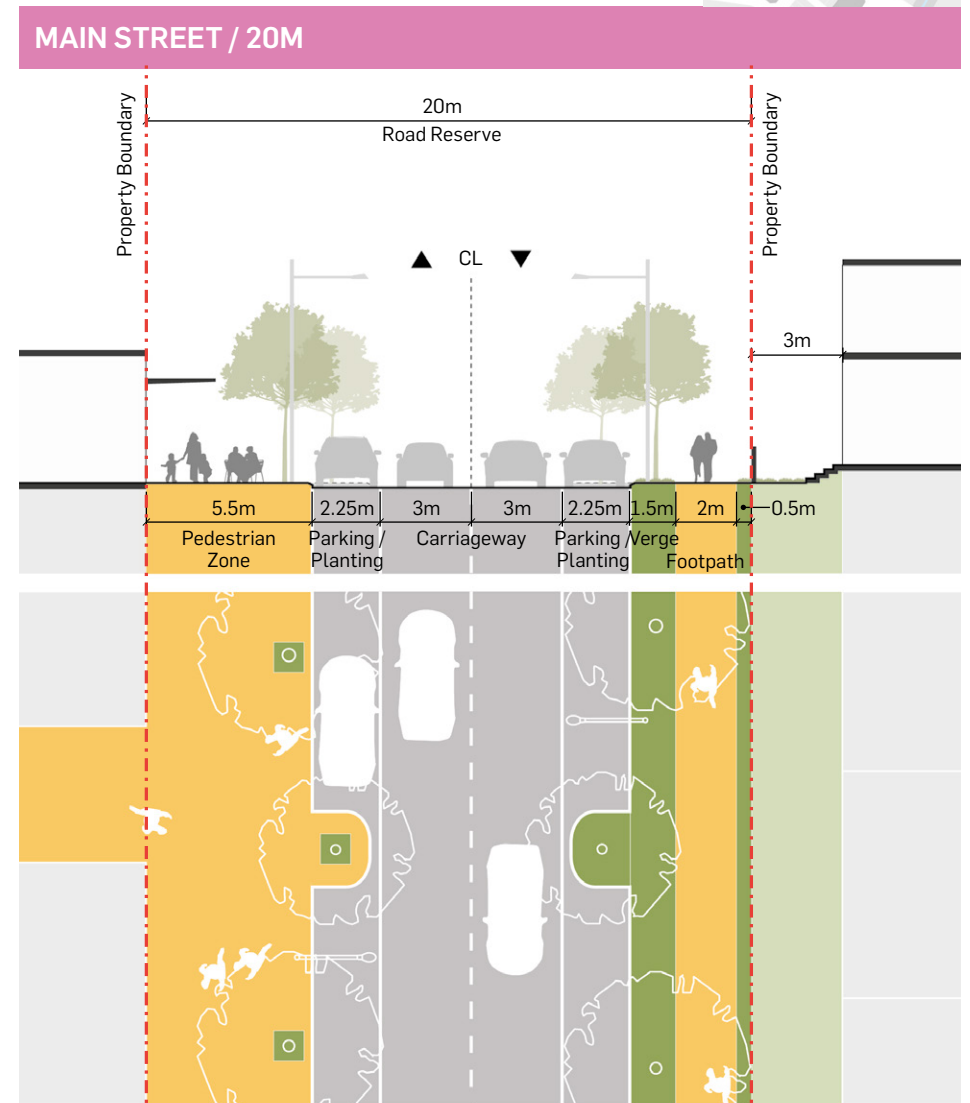 MAIN STREET / 20M
Property Boundary
20m
Road Reserve
Property Boundary
CL
3m
5.5m 2.25m 3m 3m 2.25m 1.5m 2m 0.5m
Pedestrian Zone
Parking / Planting
Carriageway
Parking / Planting
Verge
Footpath